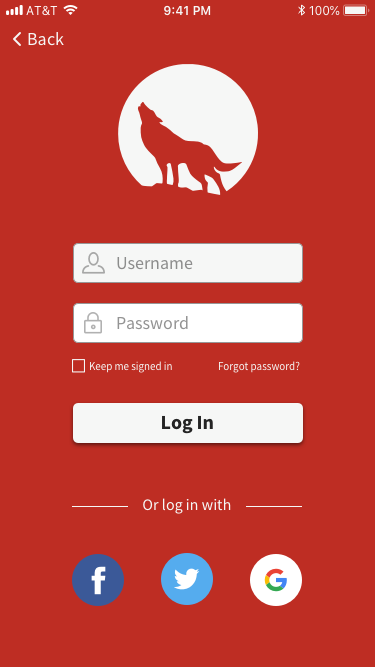 AT&T 9:41 PM 100%
Back
Username
Password
Keep me signed in Forgot password?
Log In
Or log in with